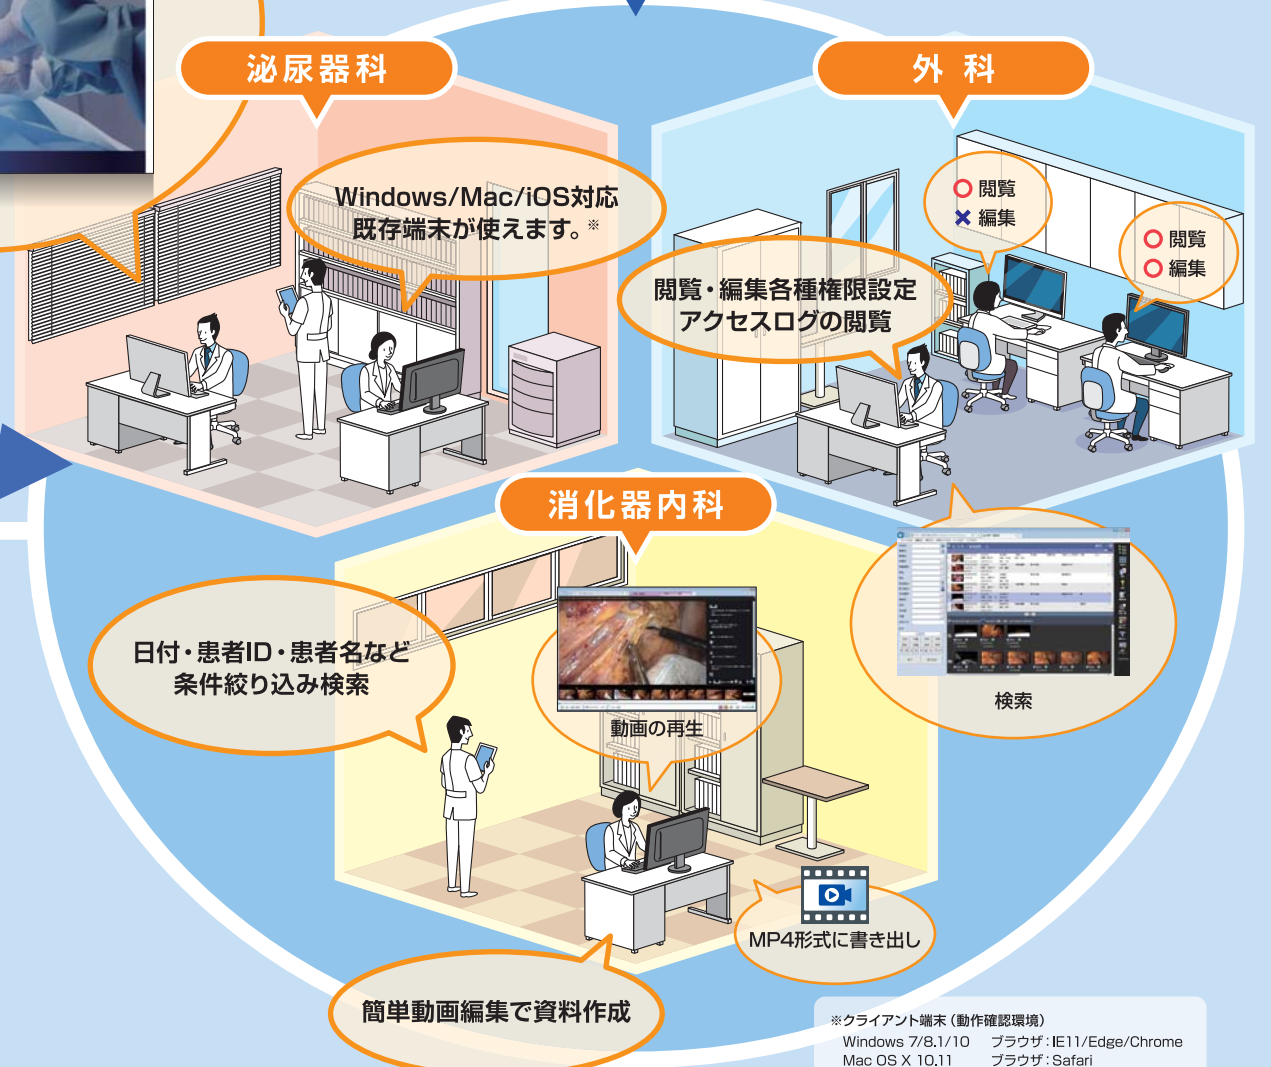 泌尿器科
外 科
Windows/Mac/iOS対応
既存端末が使えます。※
○ 閲覧
× 編集
○ 閲覧
○ 編集
閲覧・編集各種権限設定
アクセスログの閲覧
消化器内科
日付・患者ID・患者名など
条件絞り込み検索
動画の再生
検索
MP4形式に書き出し
簡単動画編集で資料作成
※クライアント端末（動作確認環境）
Windows 7/8.1/10 ブラウザ：IE11/Edge/Chrome
Mac OS X 10.11 ブラウザ：Safari